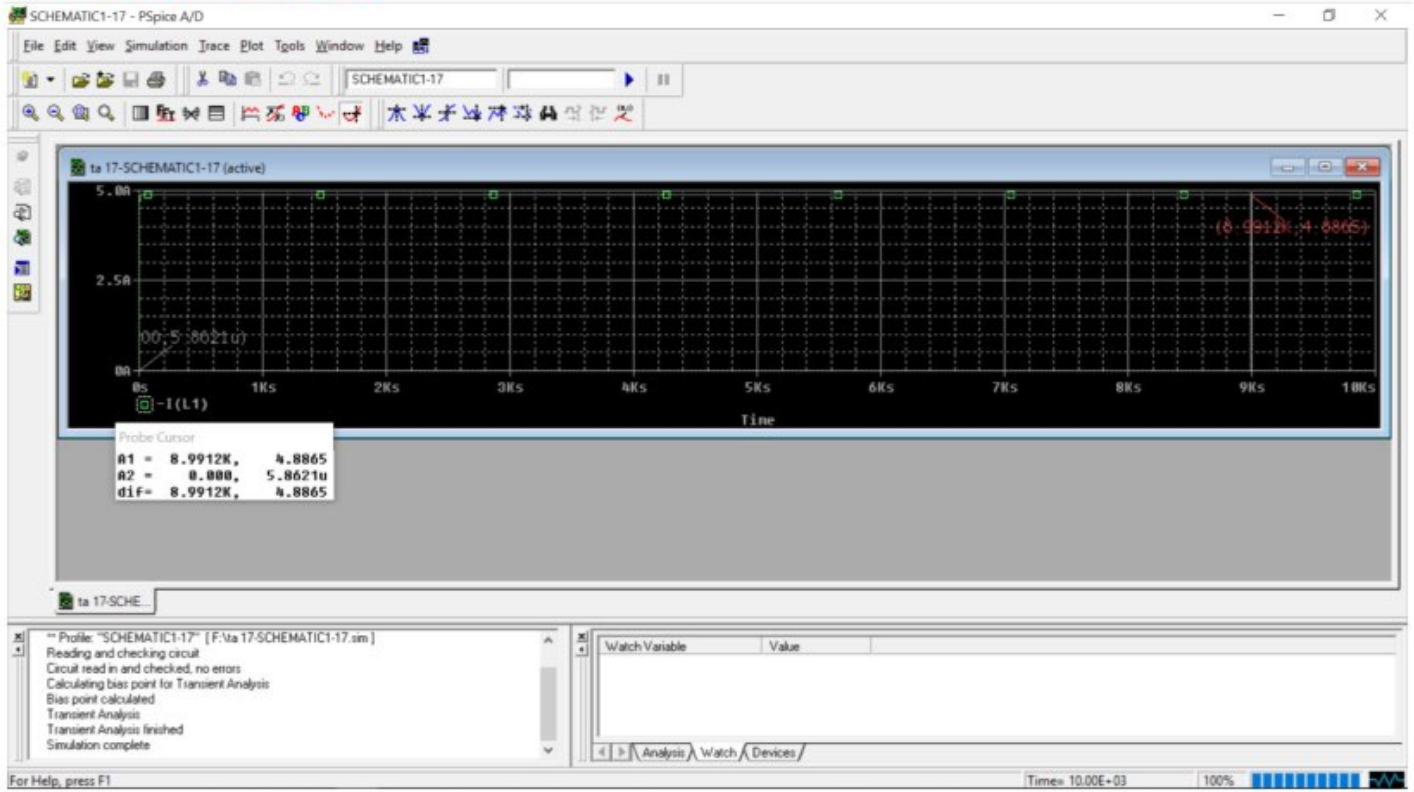 SCHEMATIC1-17 - PSpice A/D
File Edit View Simulation Trace Plot Tools Window Help
SCHEMATIC1-17
ta 17-SCHEMATIC1-17 (active)
5.0A
(8.9912K,4.8865)
2.5A
00,5.8621u)
0A
0s 1Ks 2Ks 3Ks 4Ks 5Ks 6Ks 7Ks 8Ks 9Ks 10Ks
-I(L1)
Time
Probe Cursor
A1 = 8.9912K, 4.8865
A2 = 0.000, 5.8621u
dif= 8.9912K, 4.8865
ta 17-SCHE...
** Profile: "SCHEMATIC1-17" [ F:\ta 17-SCHEMATIC1-17.sim ]
Reading and checking circuit
Circuit read in and checked, no errors
Calculating bias point for Transient Analysis
Bias point calculated
Transient Analysis
Transient Analysis finished
Simulation complete
Watch Variable Value
Analysis Watch Devices
For Help, press F1 Time= 10.00E+03 100%